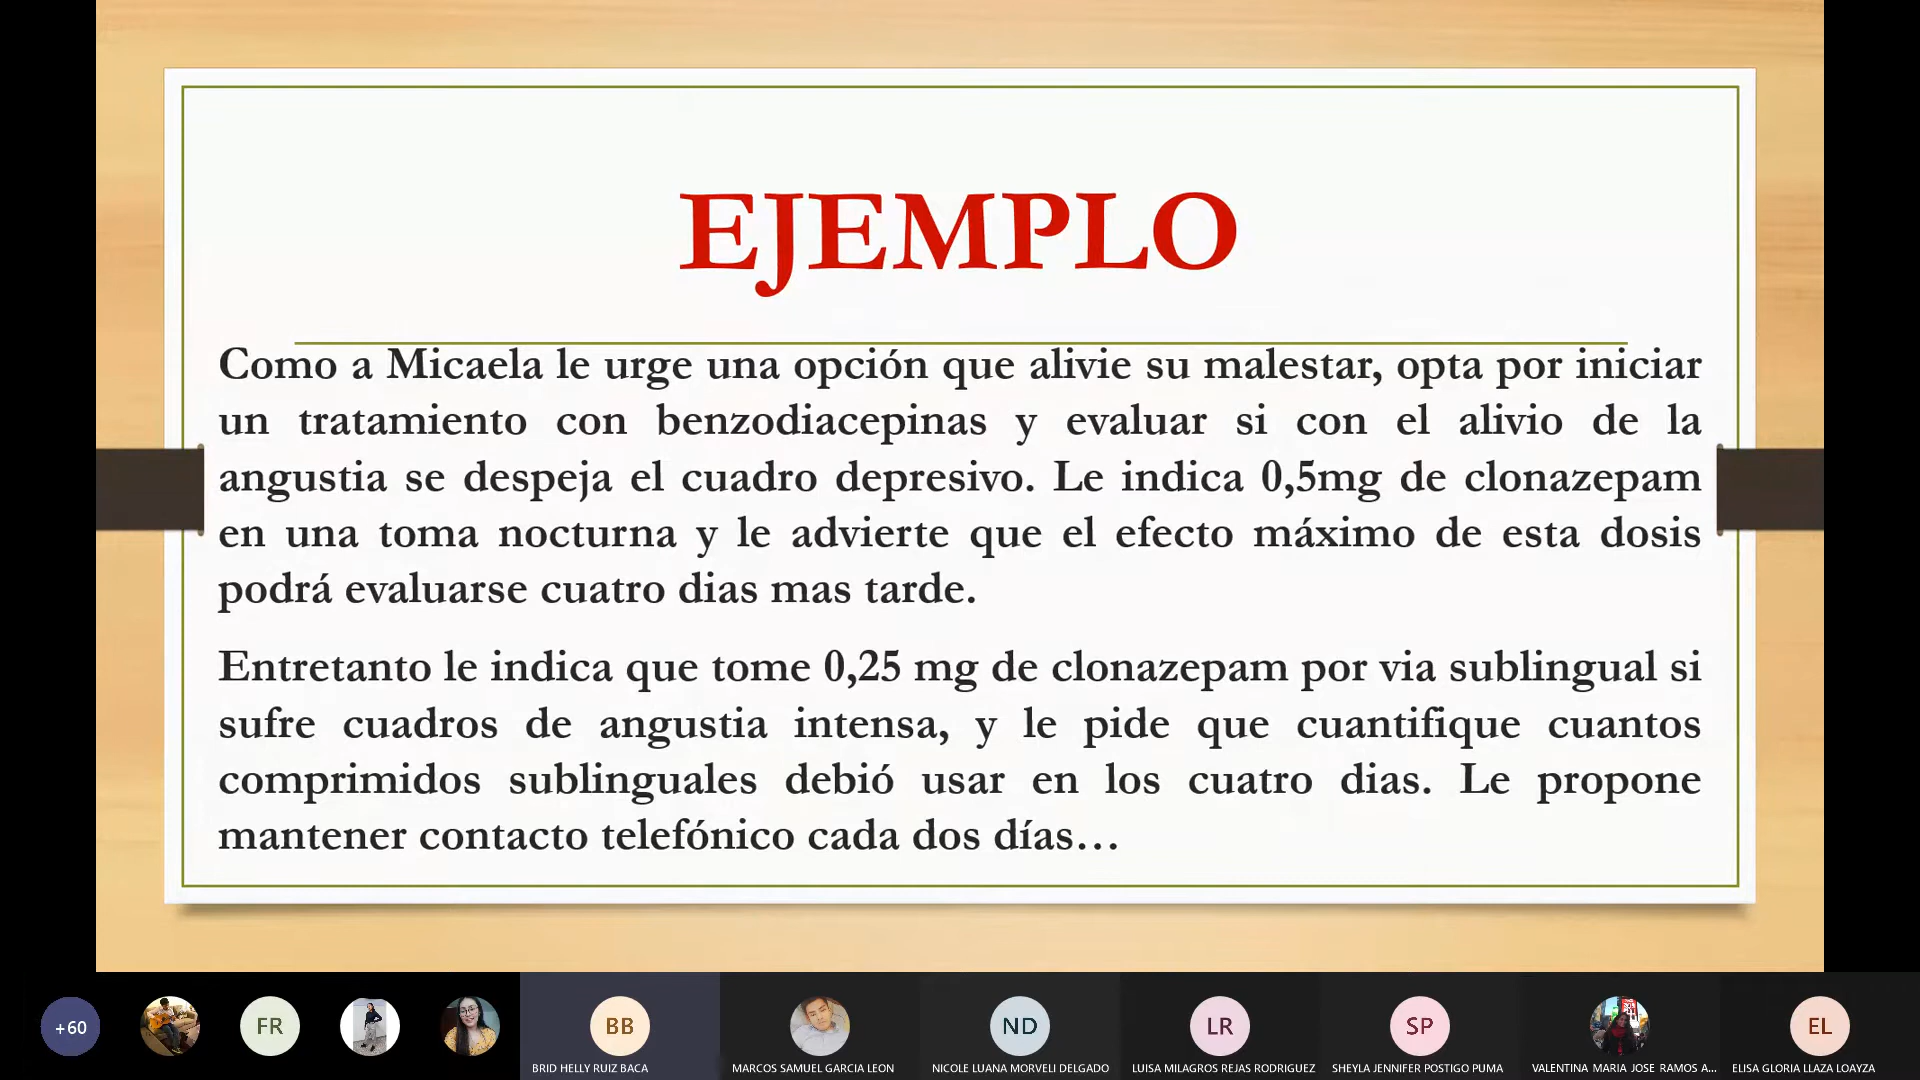 EJEMPLO
Como a Micaela le urge una opción que alivie su malestar, opta por iniciar
un tratamiento con benzodiacepinas y evaluar si con el alivio de la
angustia se despeja el cuadro depresivo. Le indica 0,5mg de clonazepam
en una toma nocturna y le advierte que el efecto máximo de esta dosis
podrá evaluarse cuatro dias mas tarde.
Entretanto le indica que tome 0,25 mg de clonazepam por via sublingual si
sufre cuadros de angustia intensa, y le pide que cuantifique cuantos
comprimidos sublinguales debió usar en los cuatro dias. Le propone
mantener contacto telefónico cada dos días…
+60
FR
BB
ND
LR
SP
EL
BRID HELLY RUIZ BACA
MARCOS SAMUEL GARCIA LEON
NICOLE LUANA MORVELI DELGADO
LUISA MILAGROS REJAS RODRIGUEZ
SHEYLA JENNIFER POSTIGO PUMA
VALENTINA MARIA JOSE RAMOS A...
ELISA GLORIA LLAZA LOAYZA